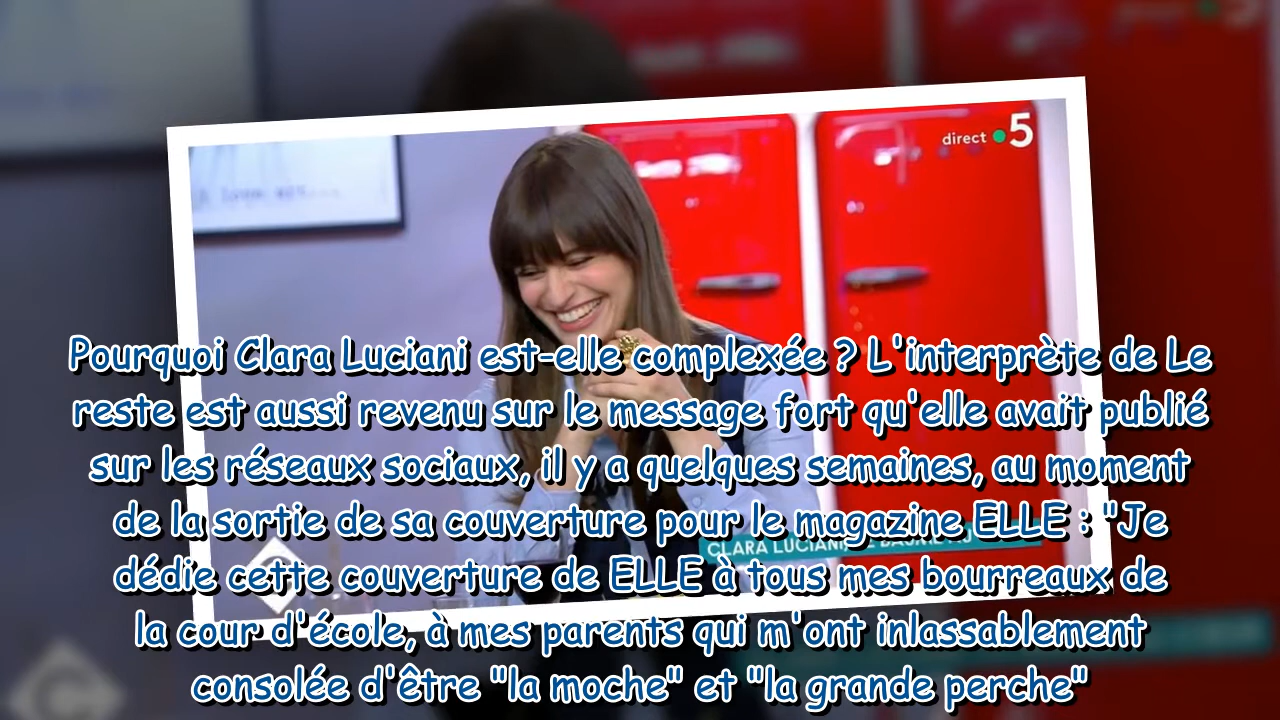 direct 5
Pourquoi Clara Luciani est-elle complexée ? L'interprète de Le
reste est aussi revenu sur le message fort qu'elle avait publié
sur les réseaux sociaux, il y a quelques semaines, au moment
de la sortie de sa couverture pour le magazine ELLE : "Je
CLARA LUCIANI,
dédie cette couverture de ELLE à tous mes bourreaux de
la cour d'école, à mes parents qui m'ont inlassablement
consolée d'être "la moche" et "la grande perche"